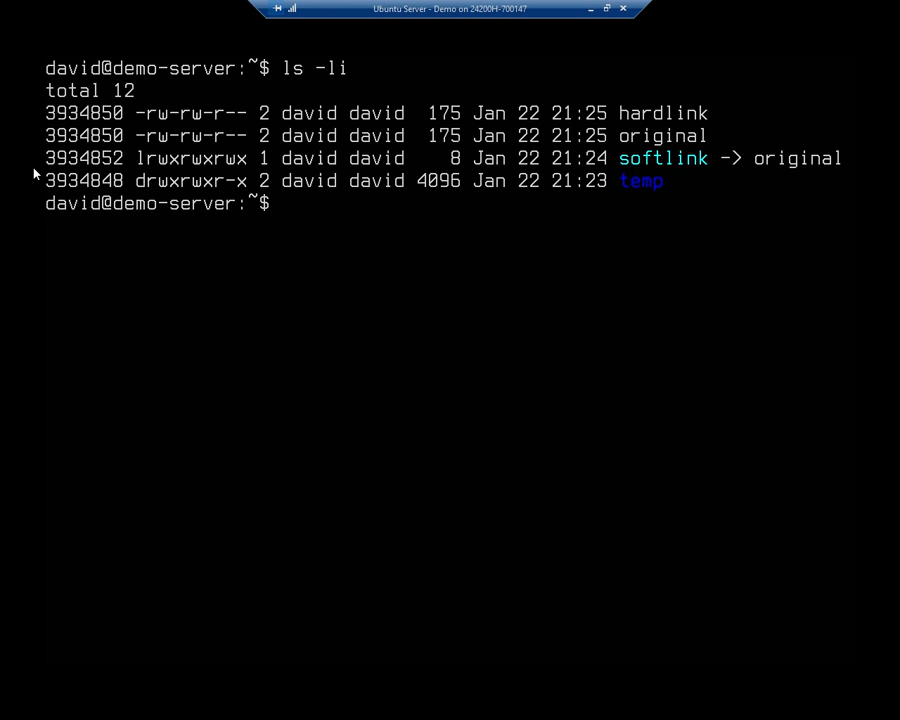 Ubuntu Server - Demo on 24200H-700147
david@demo-server:~$ ls -li
total 12
3934850 -rw-rw-r-- 2 david david  175 Jan 22 21:25 hardlink
3934850 -rw-rw-r-- 2 david david  175 Jan 22 21:25 original
3934852 lrwxrwxrwx 1 david david    8 Jan 22 21:24 softlink -> original
3934848 drwxrwxr-x 2 david david 4096 Jan 22 21:23 temp
david@demo-server:~$